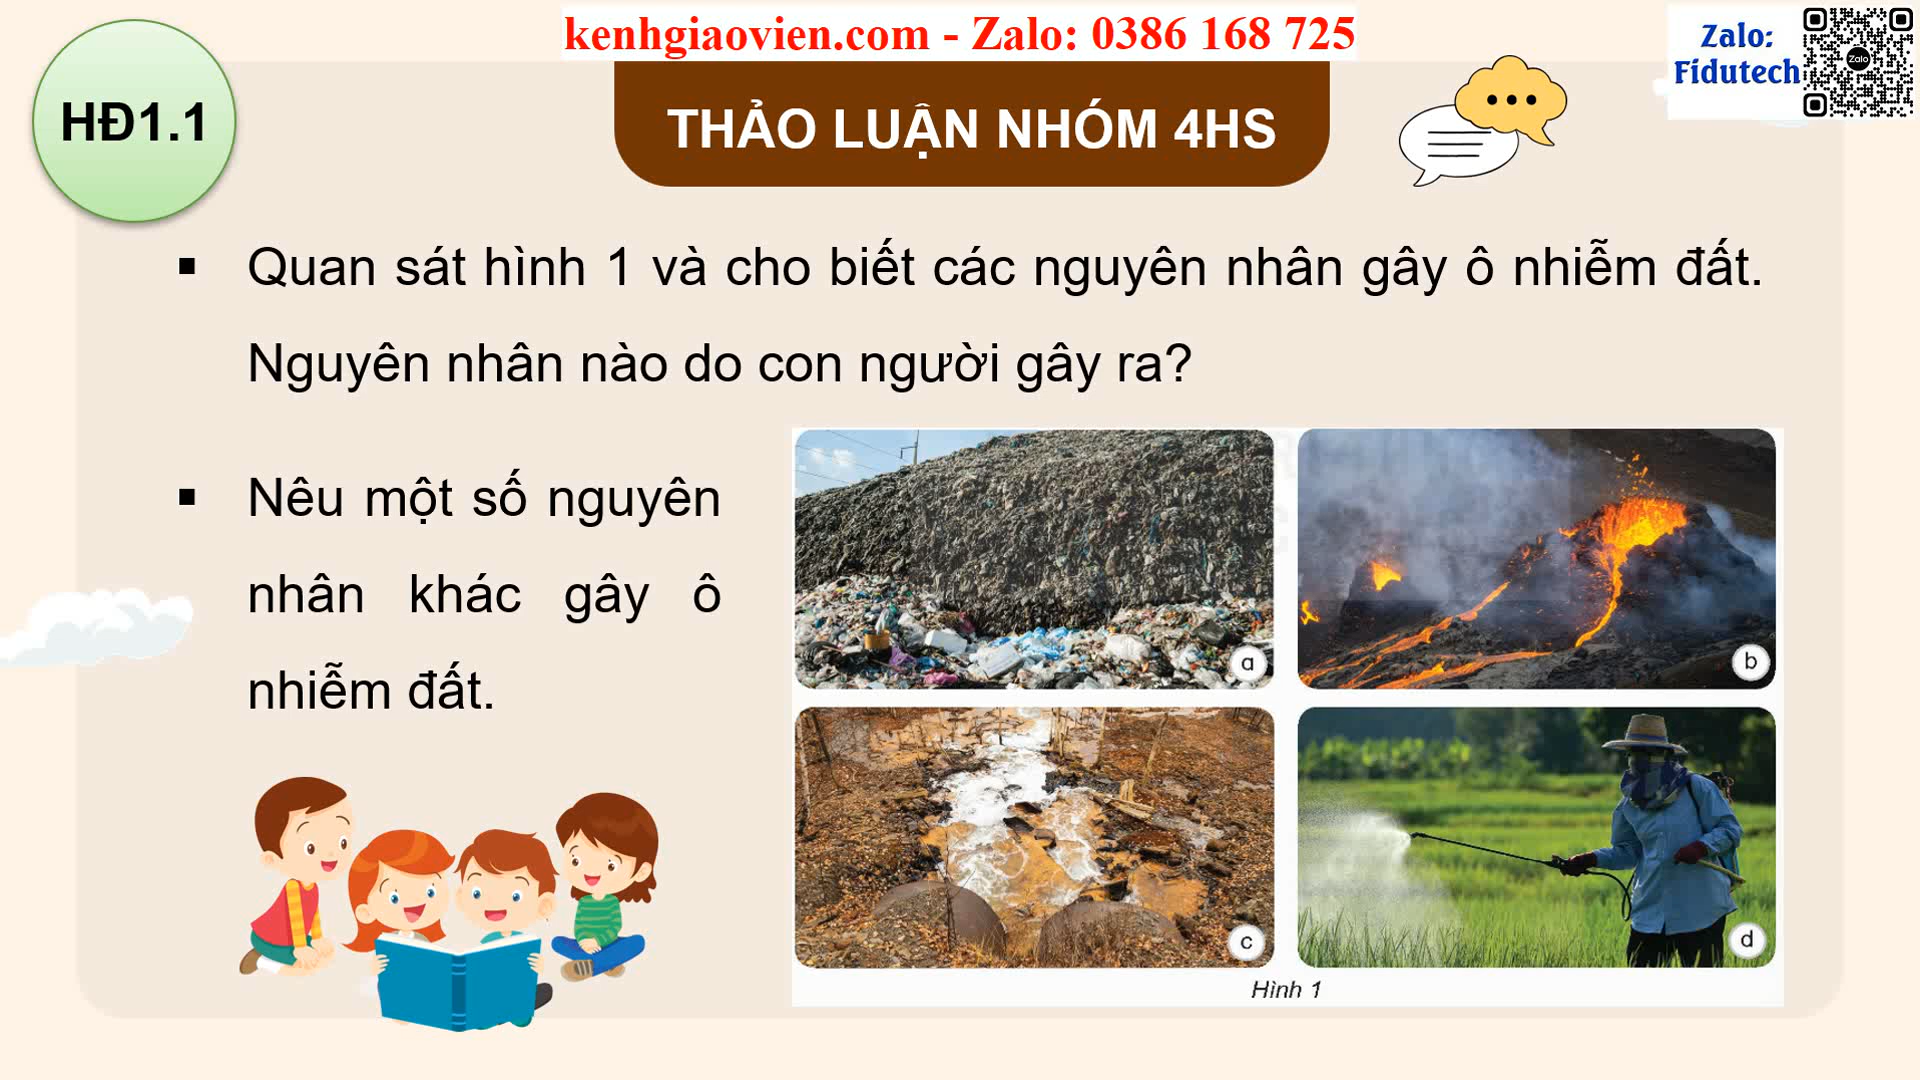 kenhgiaovien.com - Zalo: 0386 168 725
Zalo:
Fidutech
Zalo
HĐ1.1
THẢO LUẬN NHÓM 4HS
▪ Quan sát hình 1 và cho biết các nguyên nhân gây ô nhiễm đất.
Nguyên nhân nào do con người gây ra?
▪ Nêu một số nguyên
nhân khác gây ô
nhiễm đất.
a
b
c
d
Hình 1